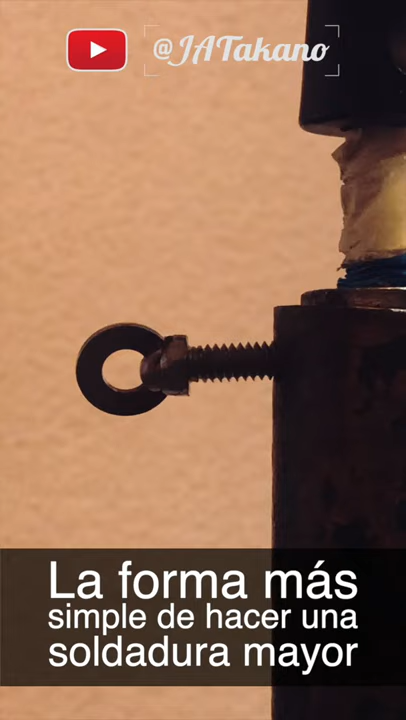 @JATakano
La forma más
simple de hacer una
soldadura mayor